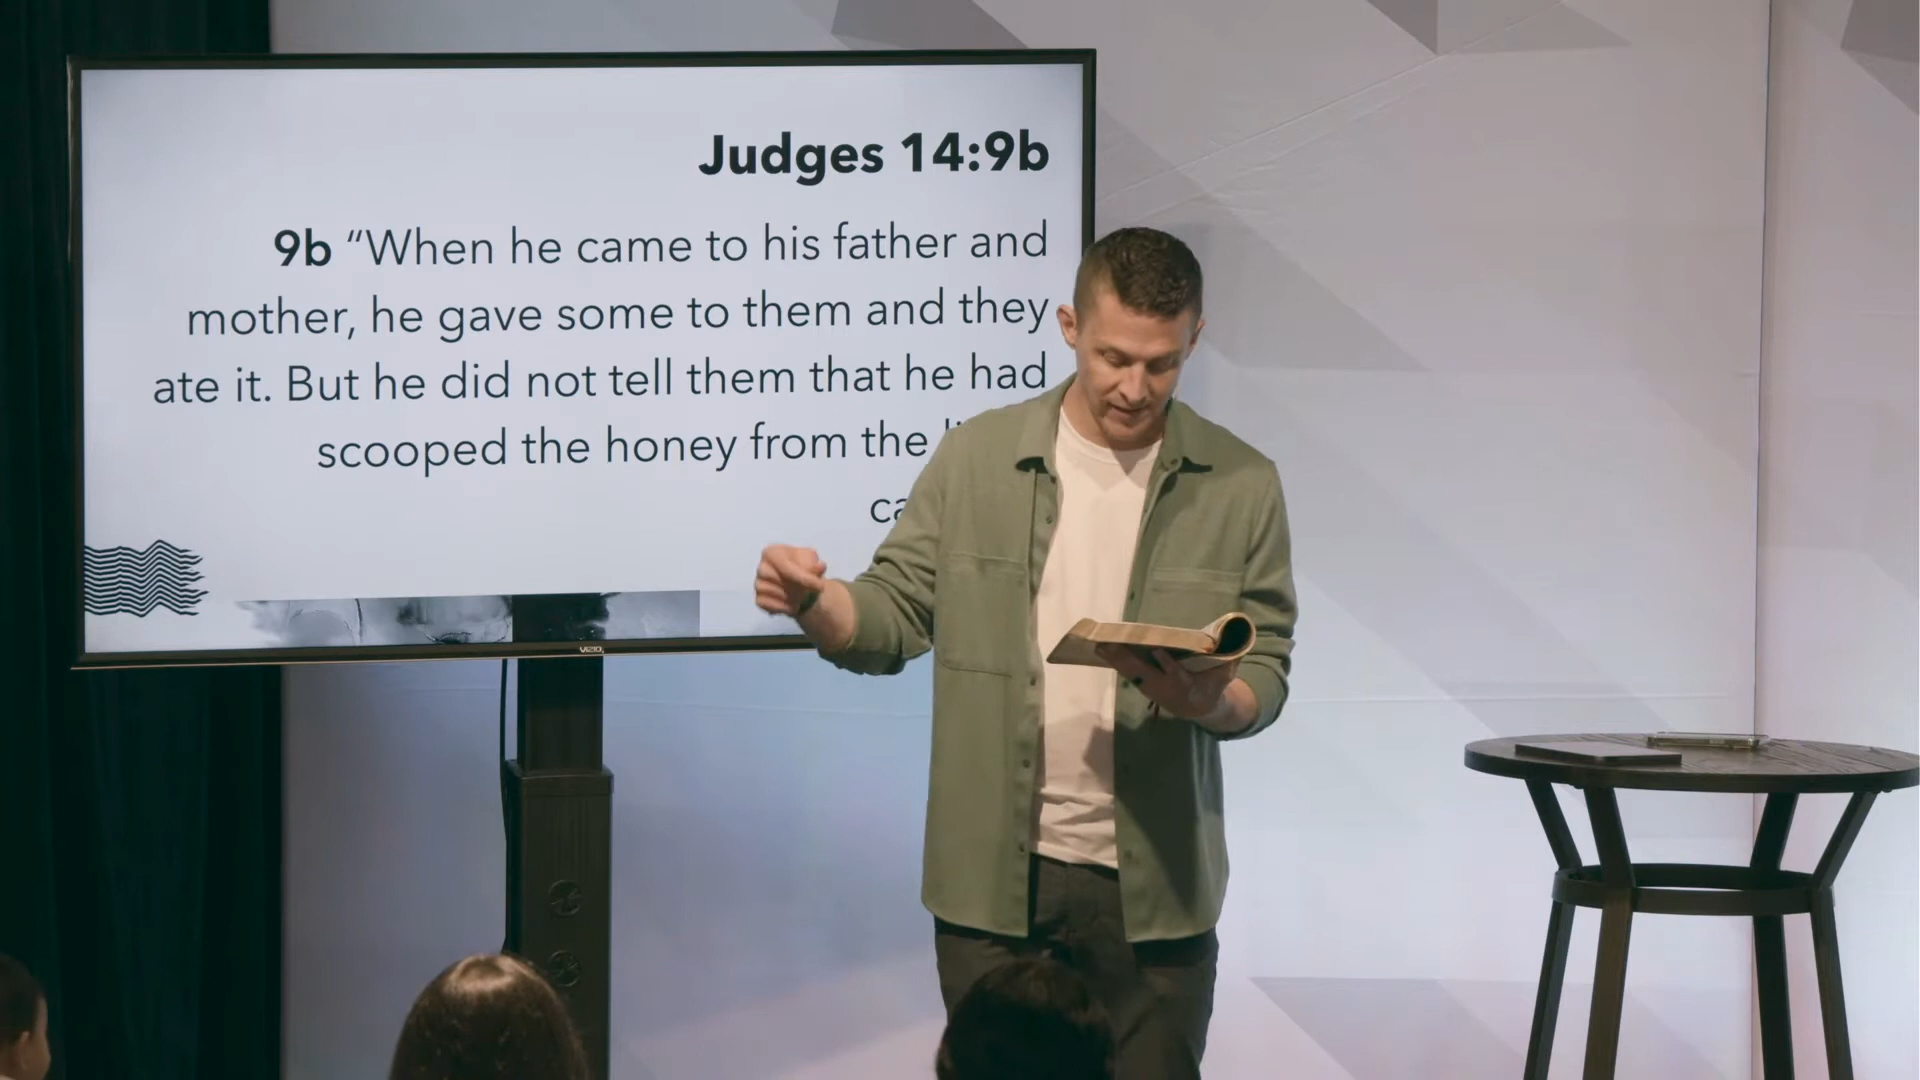 Judges 14:9b
9b “When he came to his father and
mother, he gave some to them and they
ate it. But he did not tell them that he had
scooped the honey from the
VIZIO